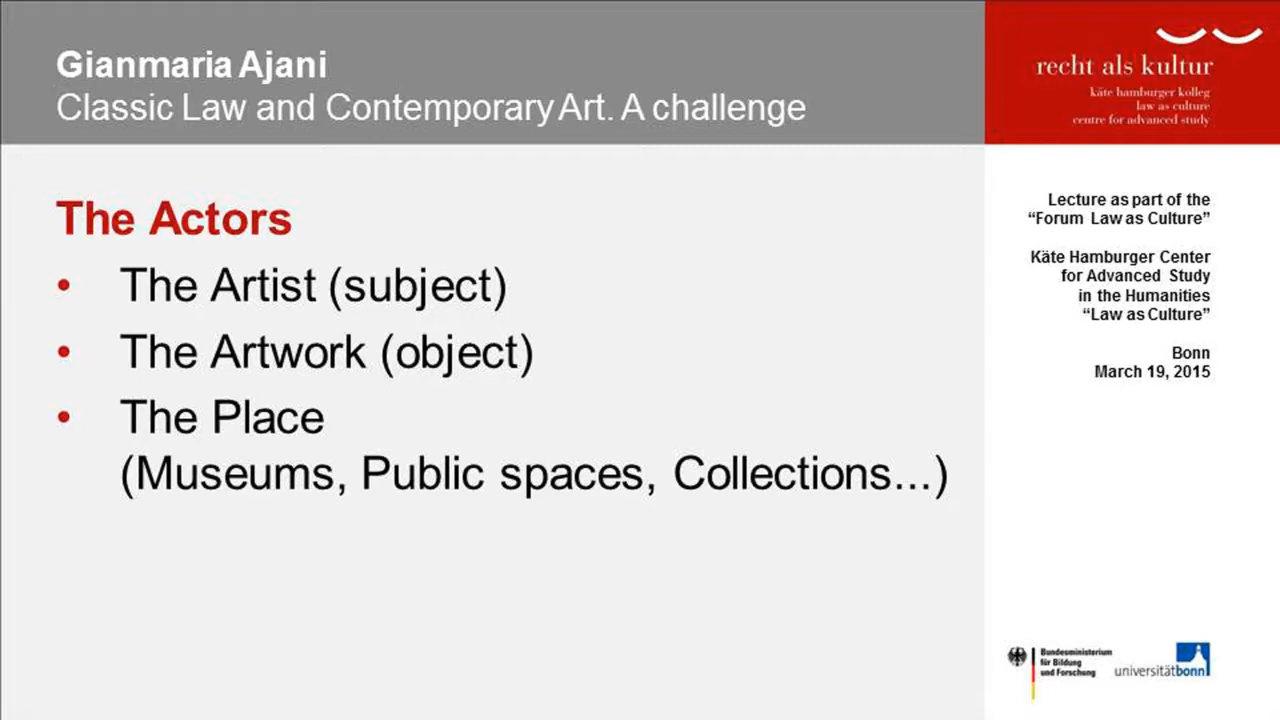 Gianmaria Ajani
Classic Law and Contemporary Art. A challenge
recht als kultur
käte hamburger kolleg
law as culture
centre for advanced study
The Actors
• The Artist (subject)
• The Artwork (object)
• The Place
(Museums, Public spaces, Collections...)
Lecture as part of the
“Forum Law as Culture”
Käte Hamburger Center
for Advanced Study
in the Humanities
“Law as Culture”
Bonn
March 19, 2015
Bundesministerium
für Bildung
und Forschung
universitätbonn